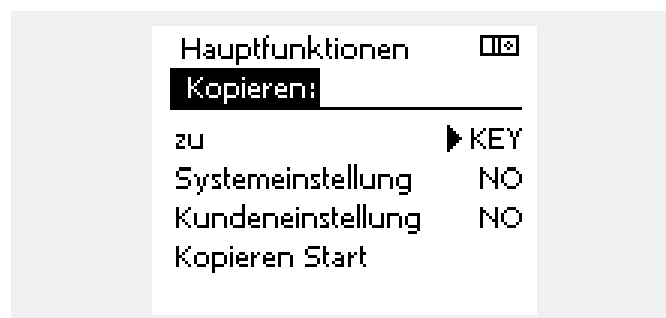 Hauptfunktionen
Kopieren:
zu KEY
Systemeinstellung NO
Kundeneinstellung NO
Kopieren Start